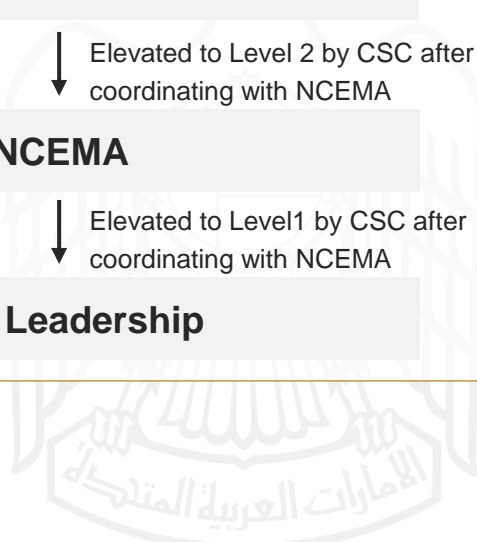 Elevated to Level 2 by CSC after
coordinating with NCEMA
NCEMA
Elevated to Level1 by CSC after
coordinating with NCEMA
Leadership
الإمارات العربية المتحدة